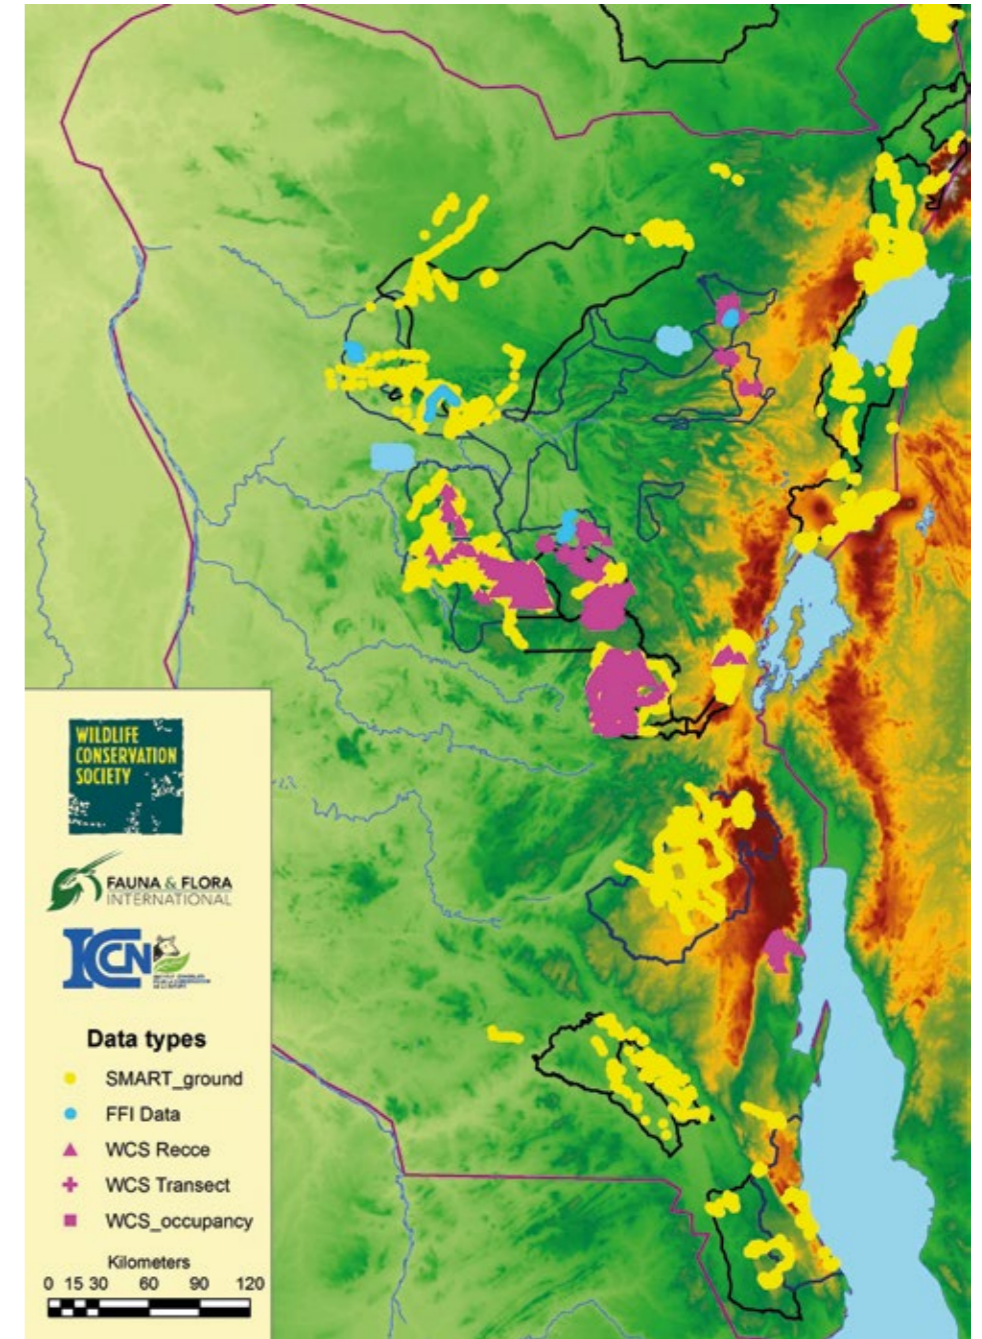 WILDLIFE
CONSERVATION
SOCIETY
FAUNA & FLORA
INTERNATIONAL
ICCN
Data types
SMART_ground
FFI Data
WCS Recce
WCS Transect
WCS_occupancy
Kilometers
0 15 30 60 90 120